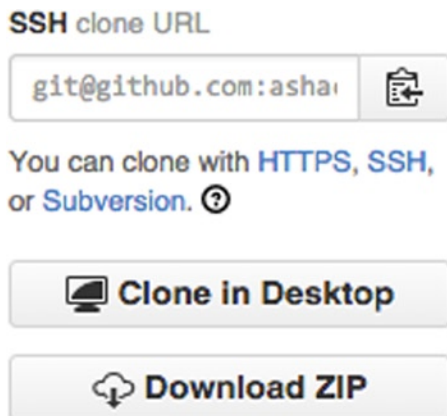 SSH clone URL
git@github.com:asha
You can clone with HTTPS, SSH,
or Subversion.
Clone in Desktop
Download ZIP